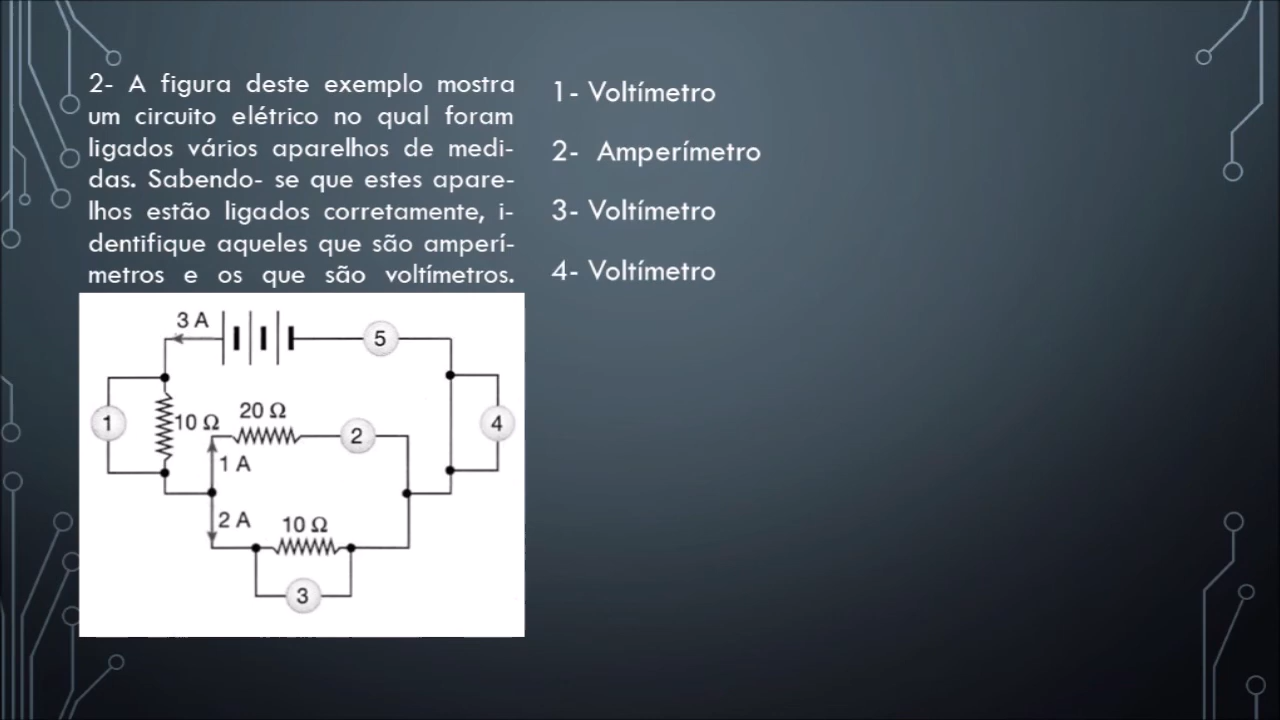 2- A figura deste exemplo mostra
um circuito elétrico no qual foram
ligados vários aparelhos de medi-
das. Sabendo- se que estes apare-
lhos estão ligados corretamente, i-
dentifique aqueles que são amperí-
metros e os que são voltímetros.
1- Voltímetro
2- Amperímetro
3- Voltímetro
4- Voltímetro
3 A
5
1
10 Ω
20 Ω
2
4
1 A
2 A
10 Ω
3